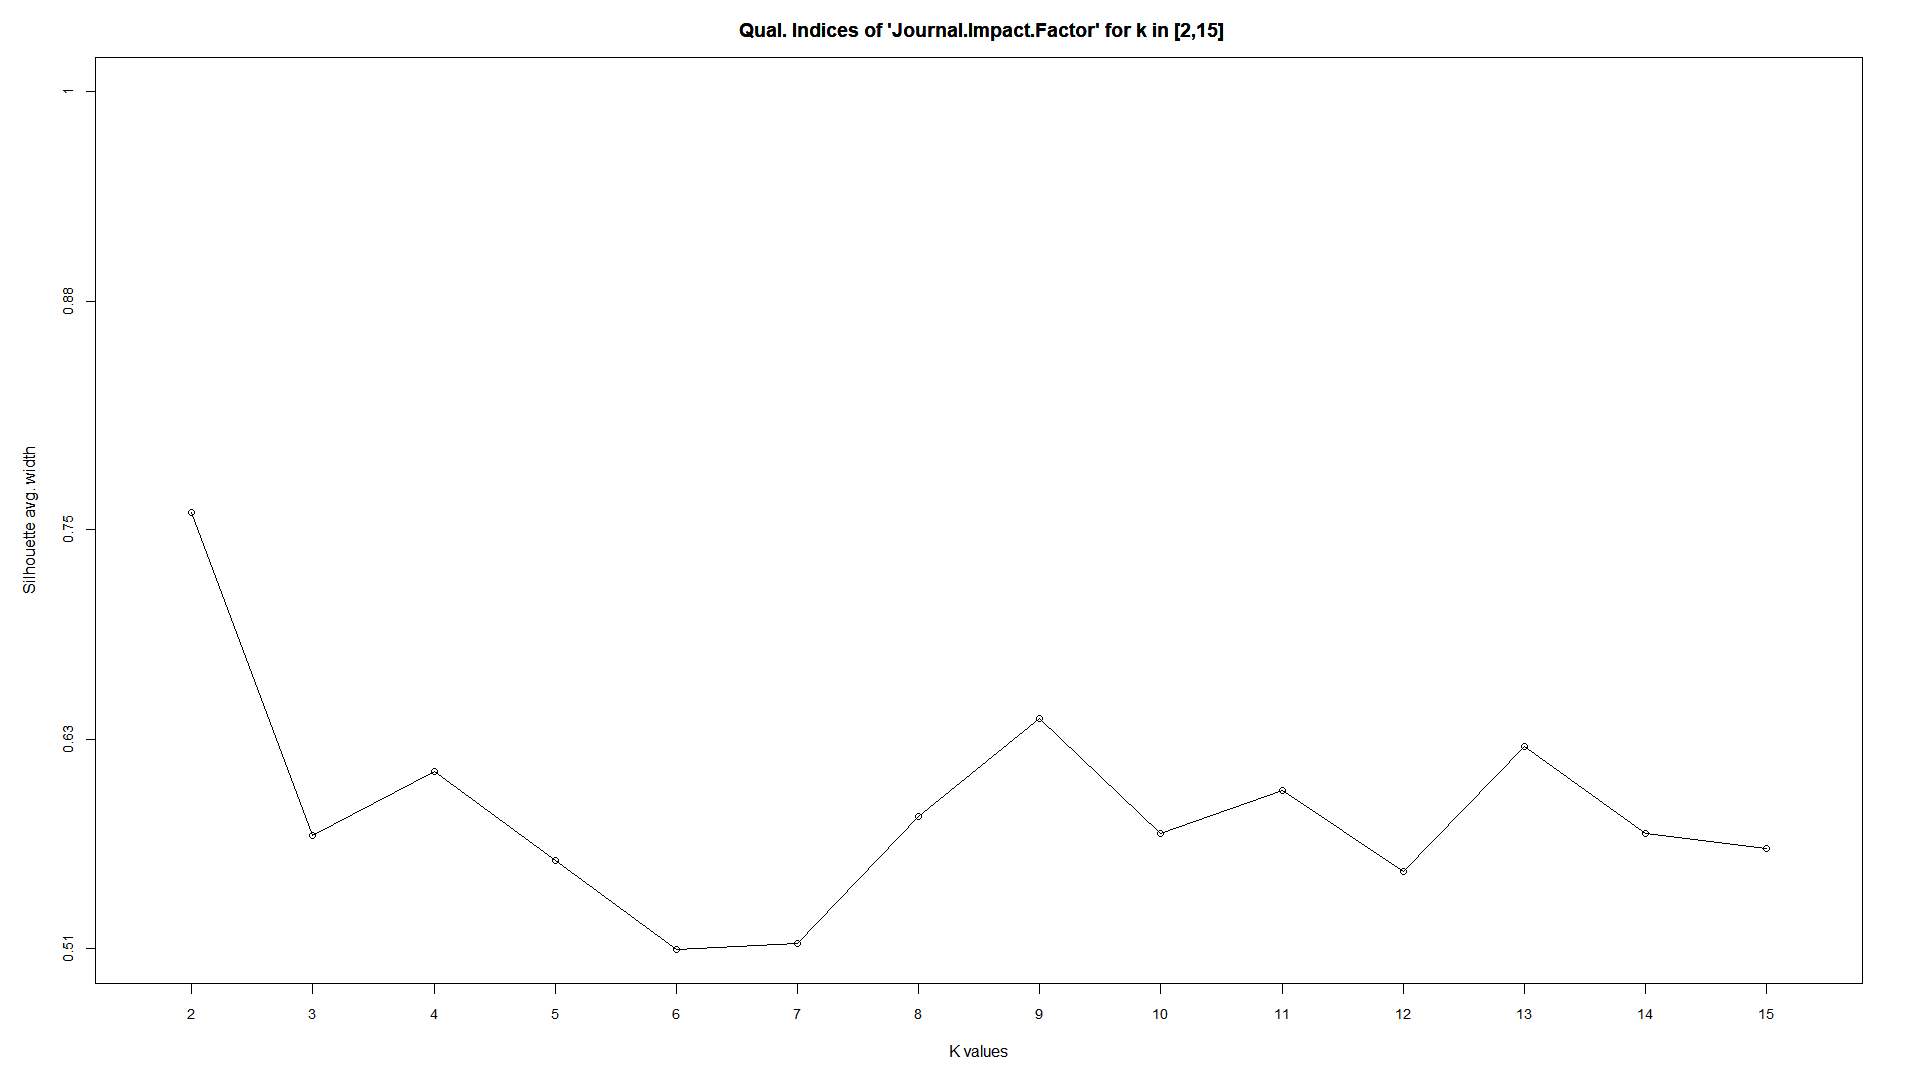 Qual. Indices of 'Journal.Impact.Factor' for k in [2,15]
Silhouette avg. width
1
0.88
0.75
0.63
0.51
2 3 4 5 6 7 8 9 10 11 12 13 14 15
K values